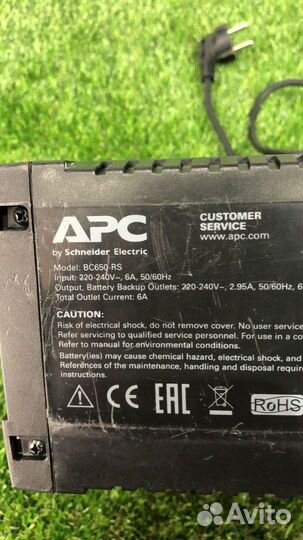 APC
by Schneider Electric
CUSTOMER
SERVICE
www.apc.com
Model: BC650-RS
Input: 220-240V~, 6A, 50/60Hz
Output, Battery Backup Outlets: 220-240V~, 2.95A, 50/60Hz, 6
Total Outlet Current: 6A
CAUTION:
Risk of electrical shock, do not remove cover. No user service
Refer servicing to qualified service personnel. For Indoor
Refer to manual for environmental conditions.
Battery(ies) may cause chemical hazard, electrical shock, and
References of the maintenance, handling and disposal require
instructions.
CE
EAC
RoHS
Avito